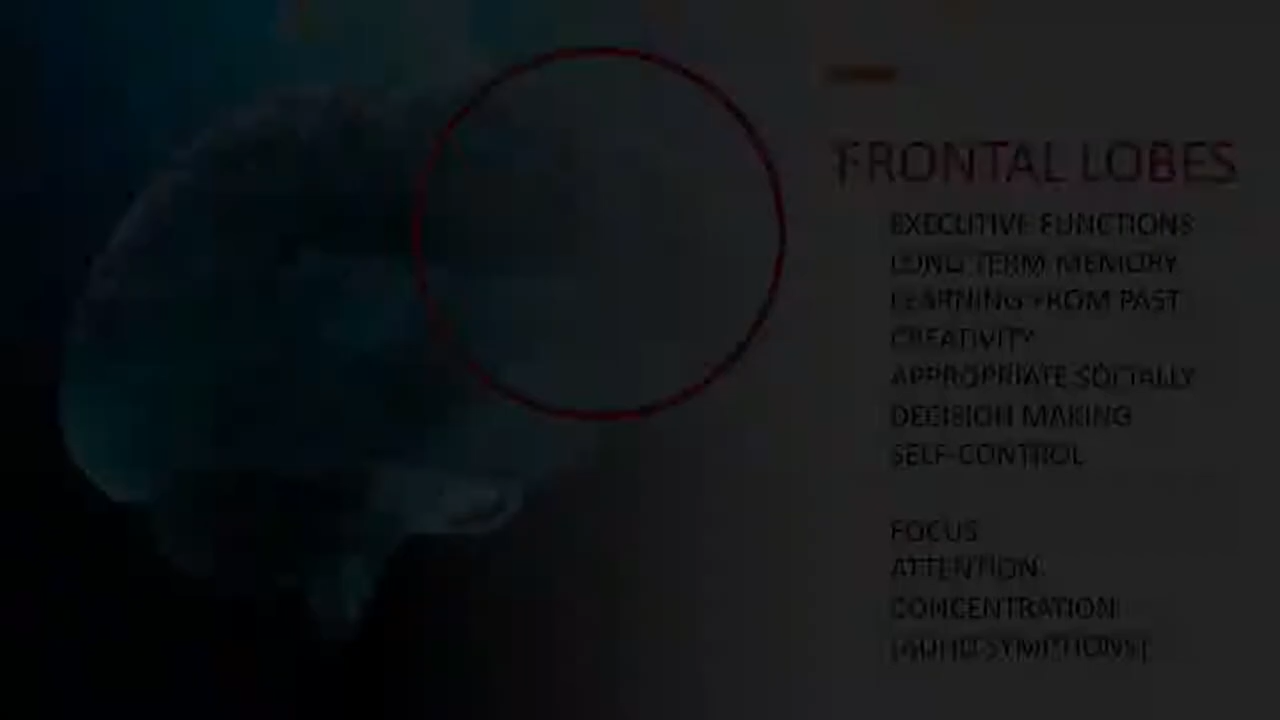 FRONTAL LOBES
EXECUTIVE FUNCTIONS
LONG TERM MEMORY
LEARNING FROM PAST
CREATIVITY
APPROPRIATE SOCIALLY
DECISION MAKING
SELF-CONTROL
FOCUS
ATTENTION
CONCENTRATION
(ADHD SYMPTOMS)